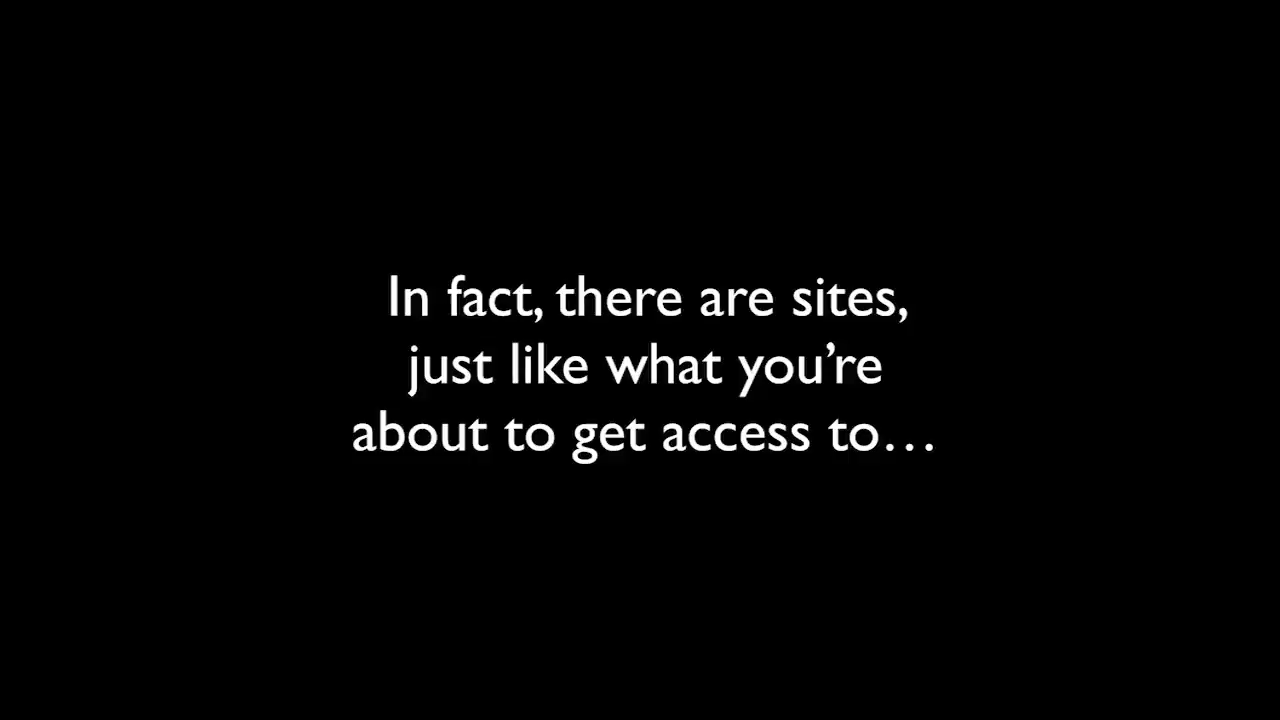 In fact, there are sites,
just like what you’re
about to get access to…